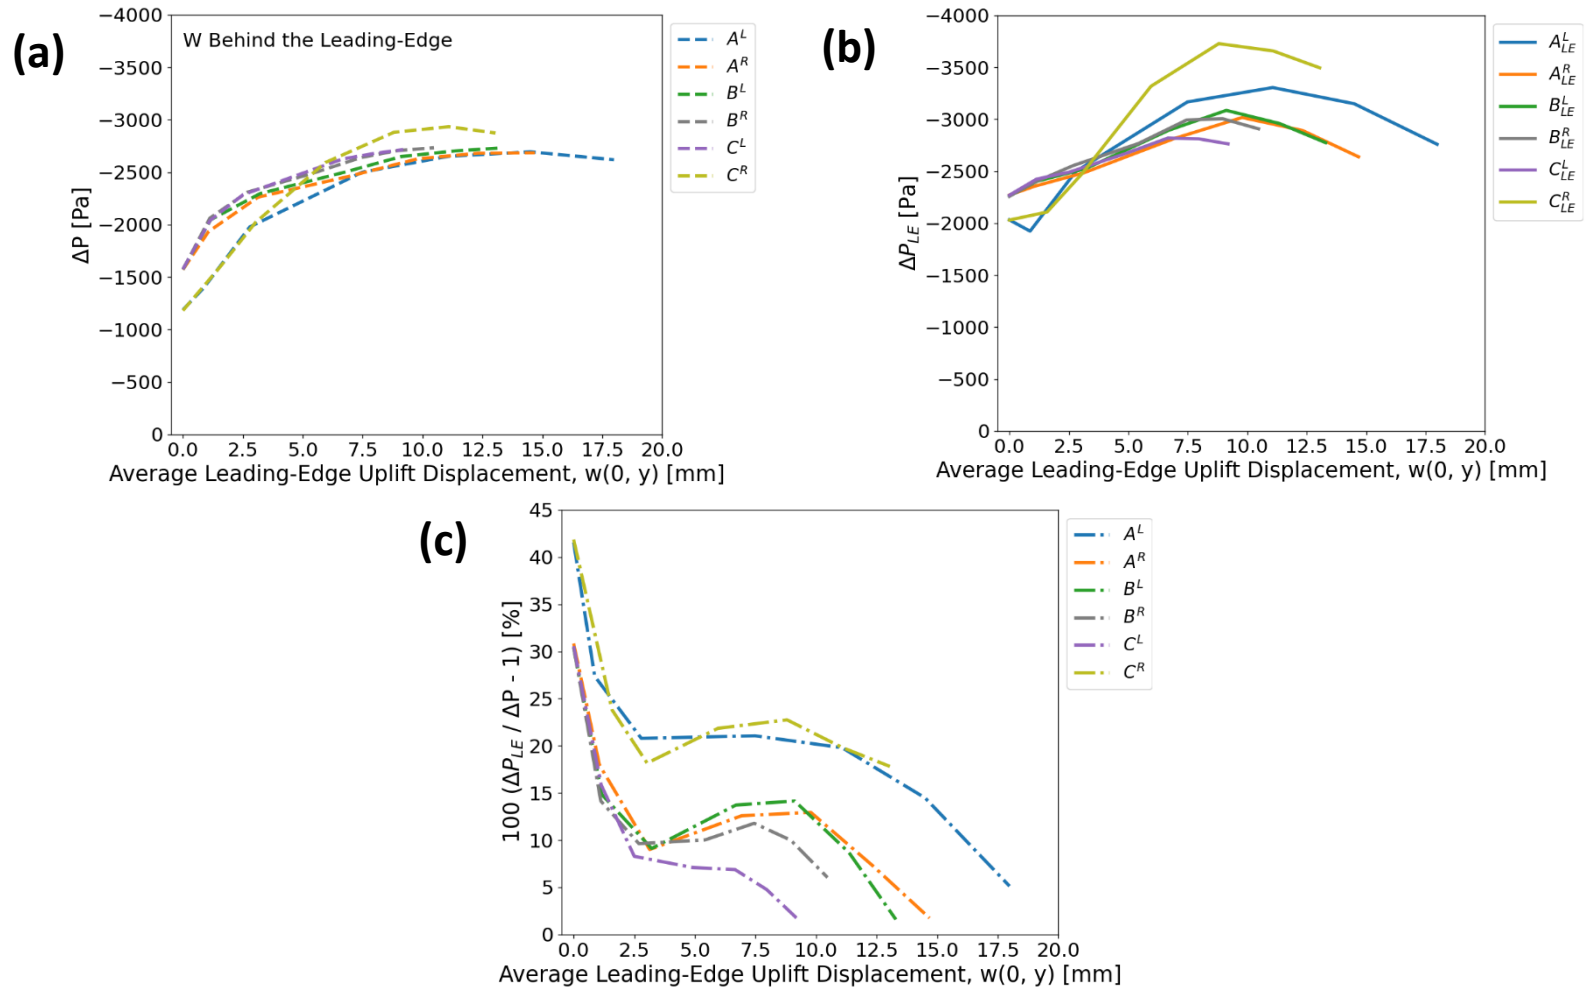 (a)
W Behind the Leading-Edge
−4000
−3500
−3000
−2500
−2000
−1500
−1000
−500
0
ΔP [Pa]
0.0 2.5 5.0 7.5 10.0 12.5 15.0 17.5 20.0
Average Leading-Edge Uplift Displacement, w(0, y) [mm]
A^L
A^R
B^L
B^R
C^L
C^R
(b)
−4000
−3500
−3000
−2500
−2000
−1500
−1000
−500
0
ΔP_LE [Pa]
0.0 2.5 5.0 7.5 10.0 12.5 15.0 17.5 20.0
Average Leading-Edge Uplift Displacement, w(0, y) [mm]
A^L_LE
A^R_LE
B^L_LE
B^R_LE
C^L_LE
C^R_LE
(c)
45
40
35
30
25
20
15
10
5
0
100 (ΔP_LE / ΔP - 1) [%]
0.0 2.5 5.0 7.5 10.0 12.5 15.0 17.5 20.0
Average Leading-Edge Uplift Displacement, w(0, y) [mm]
A^L
A^R
B^L
B^R
C^L
C^R